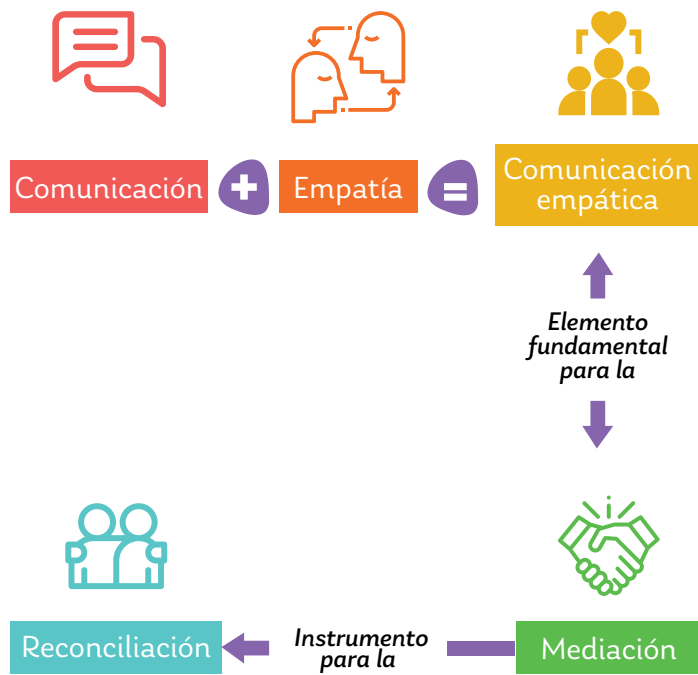 Comunicación + Empatía = Comunicación
empática
Elemento
fundamental
para la
Reconciliación
Instrumento
para la
Mediación